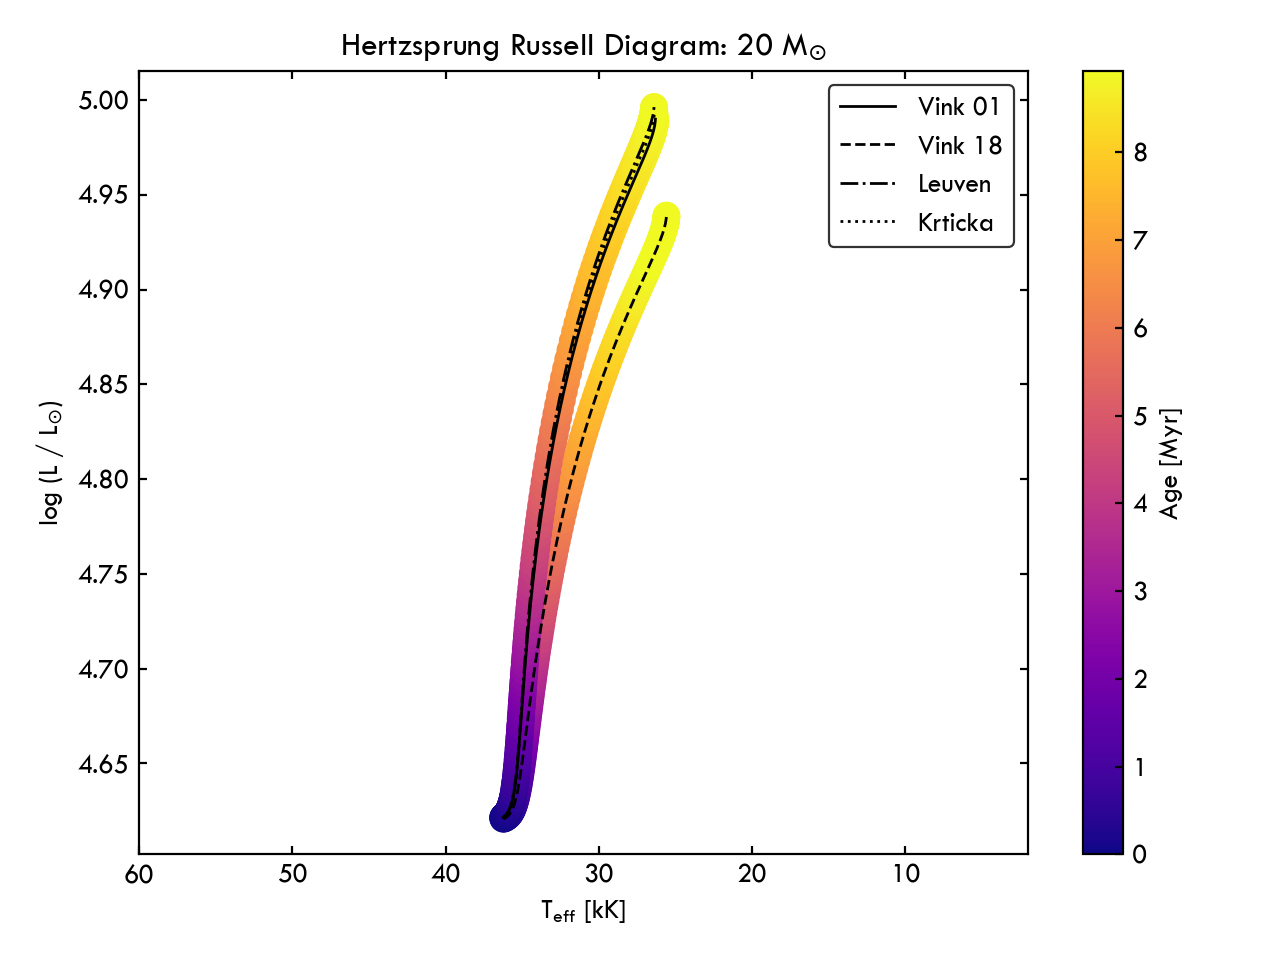 Hertzsprung Russell Diagram: 20 M⊙
5.00
4.95
4.90
4.85
4.80
4.75
4.70
4.65
log (L / L⊙)
60 50 40 30 20 10
Teff [kK]
Vink 01
Vink 18
Leuven
Krticka
8
7
6
5
4
3
2
1
0
Age [Myr]